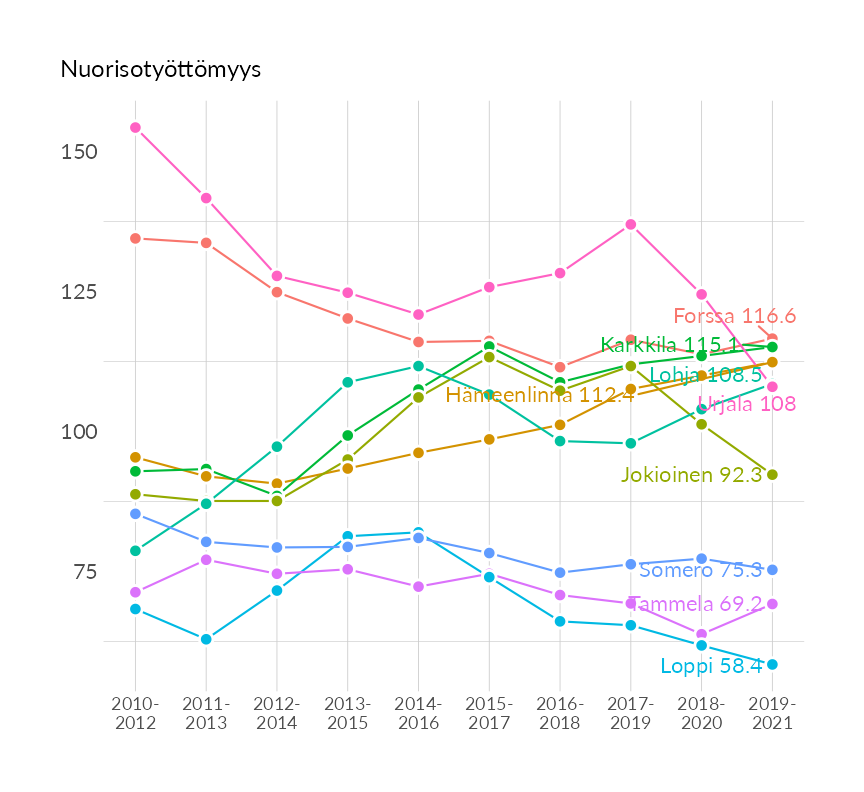 Nuorisotyöttömyys
150
125
Forssa 116.6
Karkkila 115.1
Lohja 108.5
Hämeenlinna 112.4
Urjala 108
100
Jokioinen 92.3
75
Somero 75.3
Tammela 69.2
Loppi 58.4
2010- 2011- 2012- 2013- 2014- 2015- 2016- 2017- 2018- 2019-
2012 2013 2014 2015 2016 2017 2018 2019 2020 2021